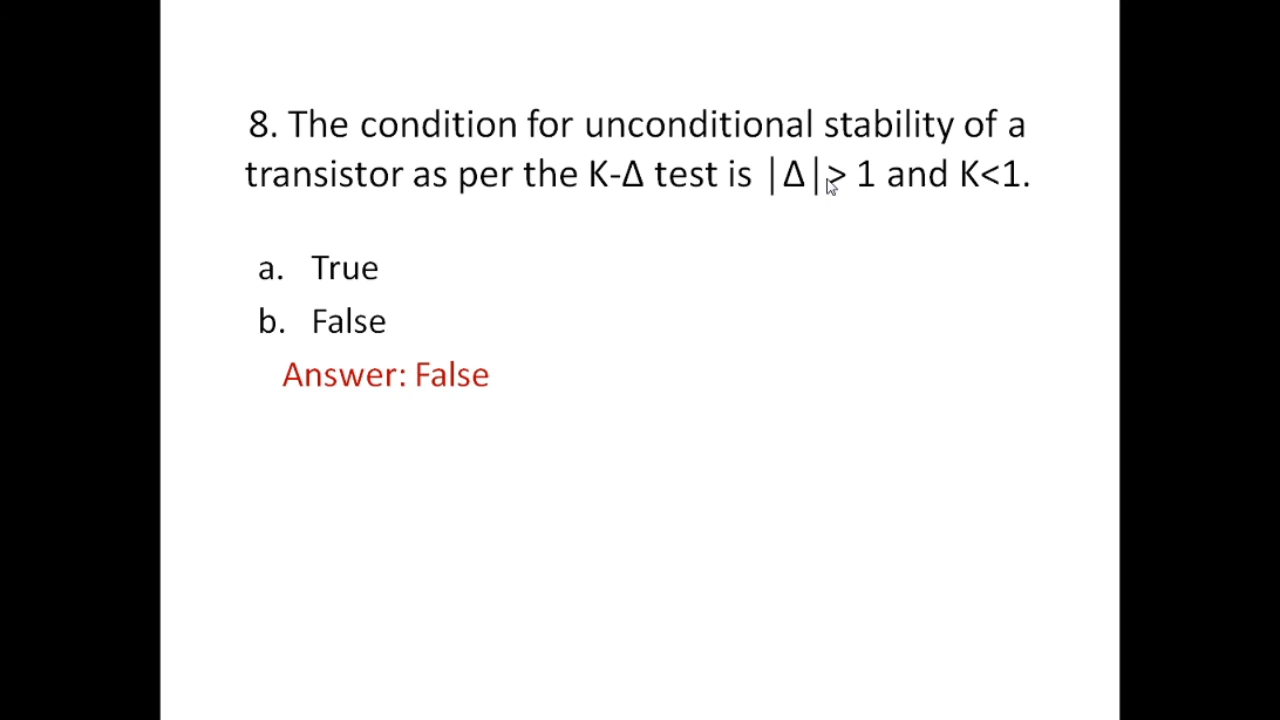 8. The condition for unconditional stability of a
transistor as per the K-Δ test is |Δ|> 1 and K<1.
a. True
b. False
Answer: False